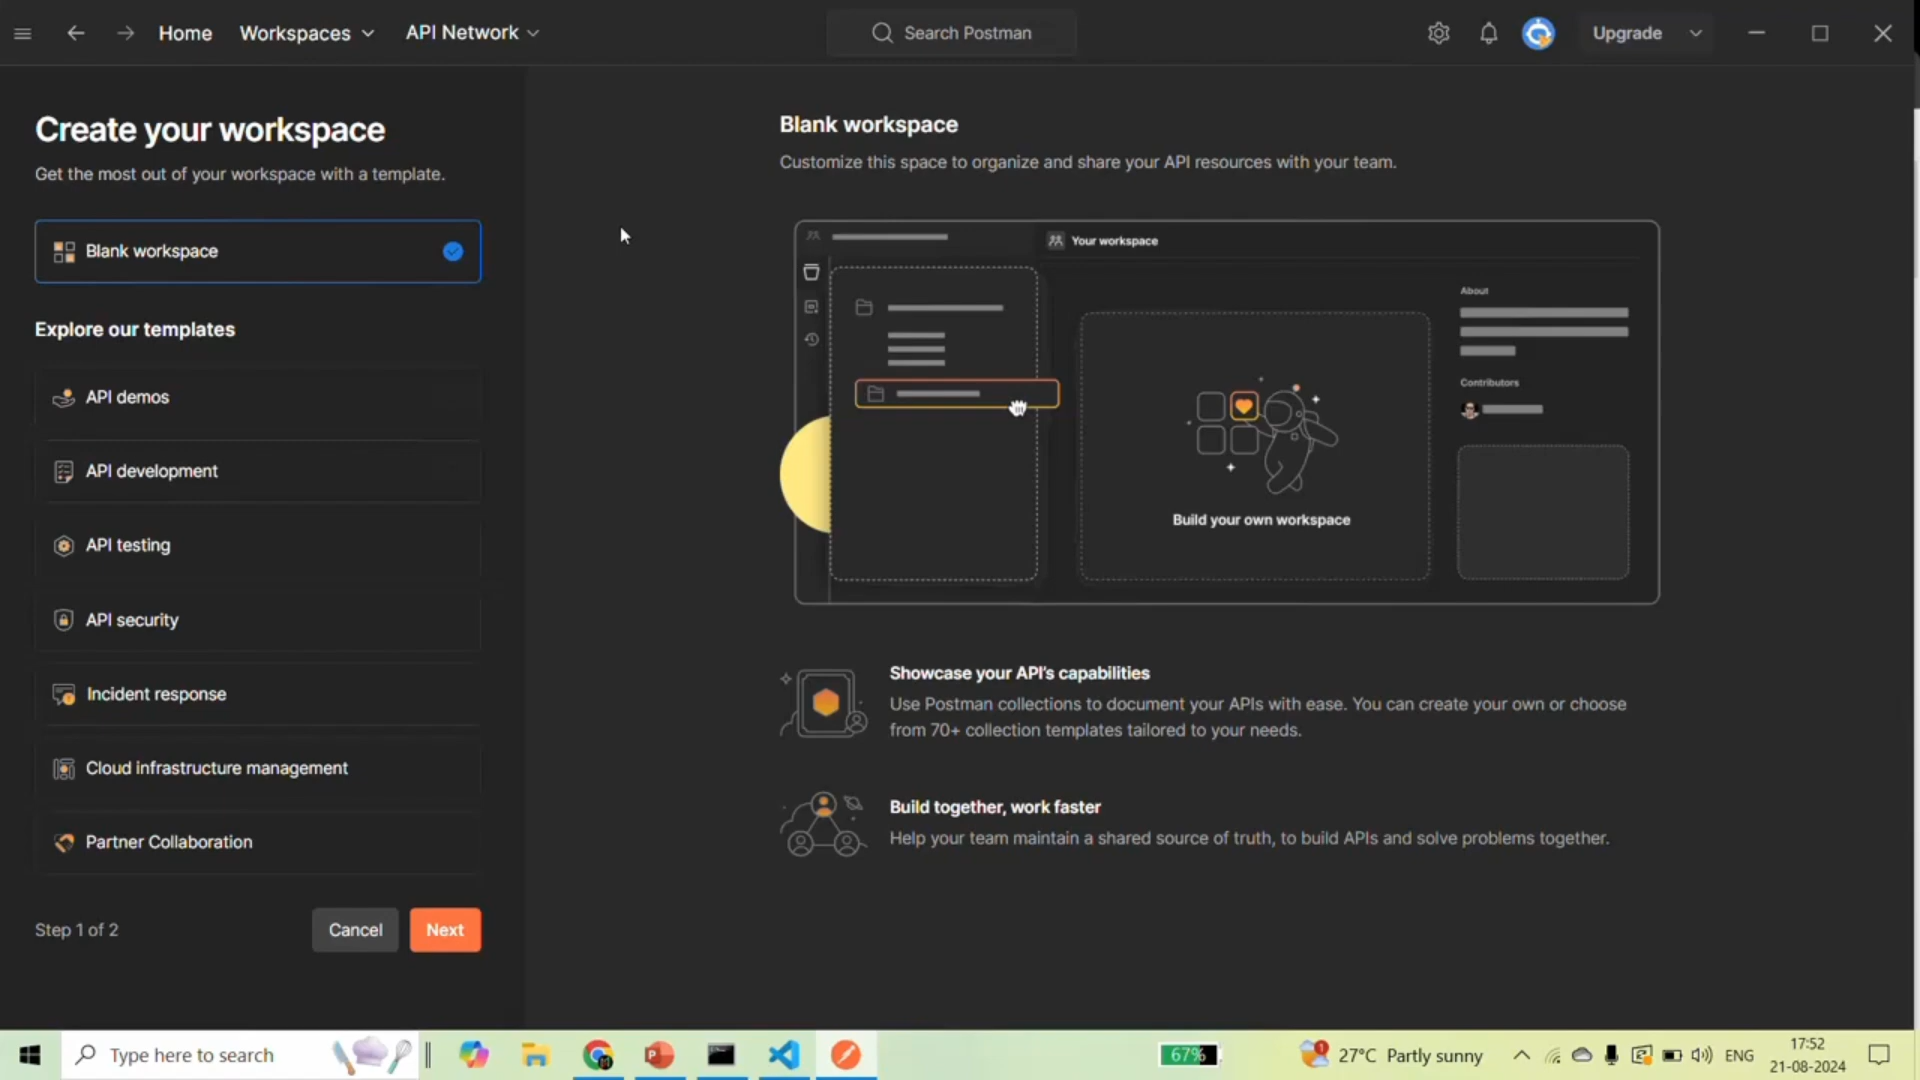 Home Workspaces API Network Search Postman Upgrade
Create your workspace
Get the most out of your workspace with a template.
Blank workspace
Explore our templates
API demos
API development
API testing
API security
Incident response
Cloud infrastructure management
Partner Collaboration
Step 1 of 2 Cancel Next
Blank workspace
Customize this space to organize and share your API resources with your team.
Your workspace
Build your own workspace
About
Contributors
Showcase your API's capabilities
Use Postman collections to document your APIs with ease. You can create your own or choose
from 70+ collection templates tailored to your needs.
Build together, work faster
Help your team maintain a shared source of truth, to build APIs and solve problems together.
Type here to search 67% 1 27°C Partly sunny ENG 17:52
21-08-2024